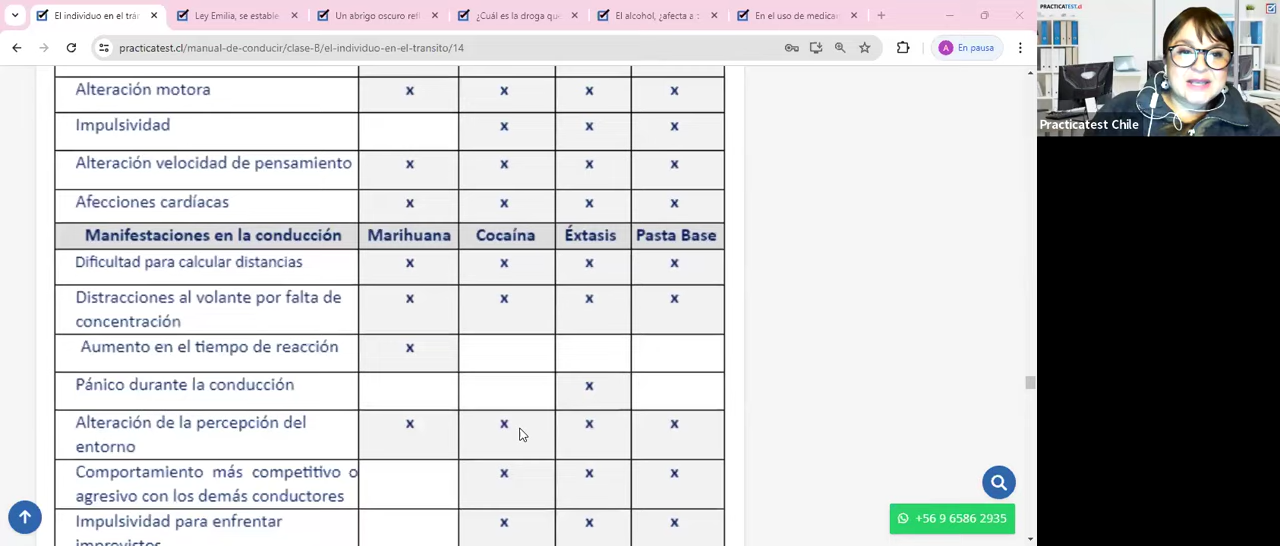 El individuo en el trán
Ley Emilia, se estable
Un abrigo oscuro refl
¿Cuál es la droga qu
El alcohol, ¿afecta a
En el uso de medica
practicatest.cl/manual-de-conducir/clase-B/el-individuo-en-el-transito/14
A En pausa
PRACTICATEST.cl
Practicatest Chile
Alteración motora x x x x
Impulsividad x x x
Alteración velocidad de pensamiento x x x x
Afecciones cardíacas x x x x
Manifestaciones en la conducción Marihuana Cocaína Éxtasis Pasta Base
Dificultad para calcular distancias x x x x
Distracciones al volante por falta de x x x x
concentración
Aumento en el tiempo de reacción x
Pánico durante la conducción x
Alteración de la percepción del x x x x
entorno
Comportamiento más competitivo o x x x
agresivo con los demás conductores
Impulsividad para enfrentar x x x
imprevistos
+56 9 6586 2935